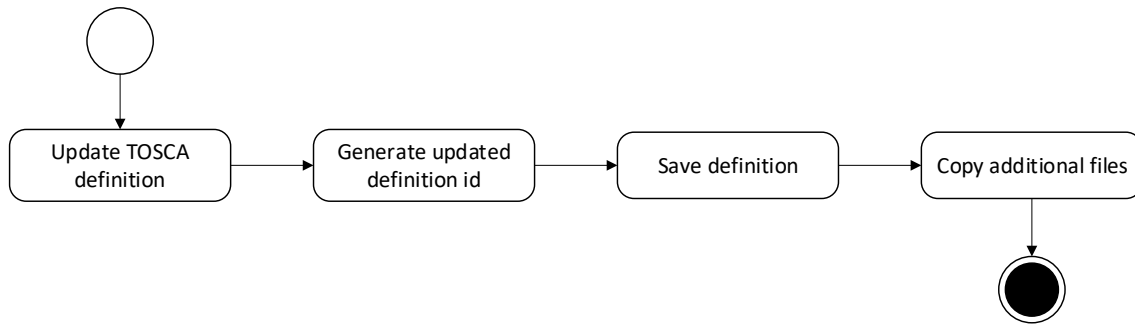 Update TOSCA
definition
Generate updated
definition id
Save definition
Copy additional files